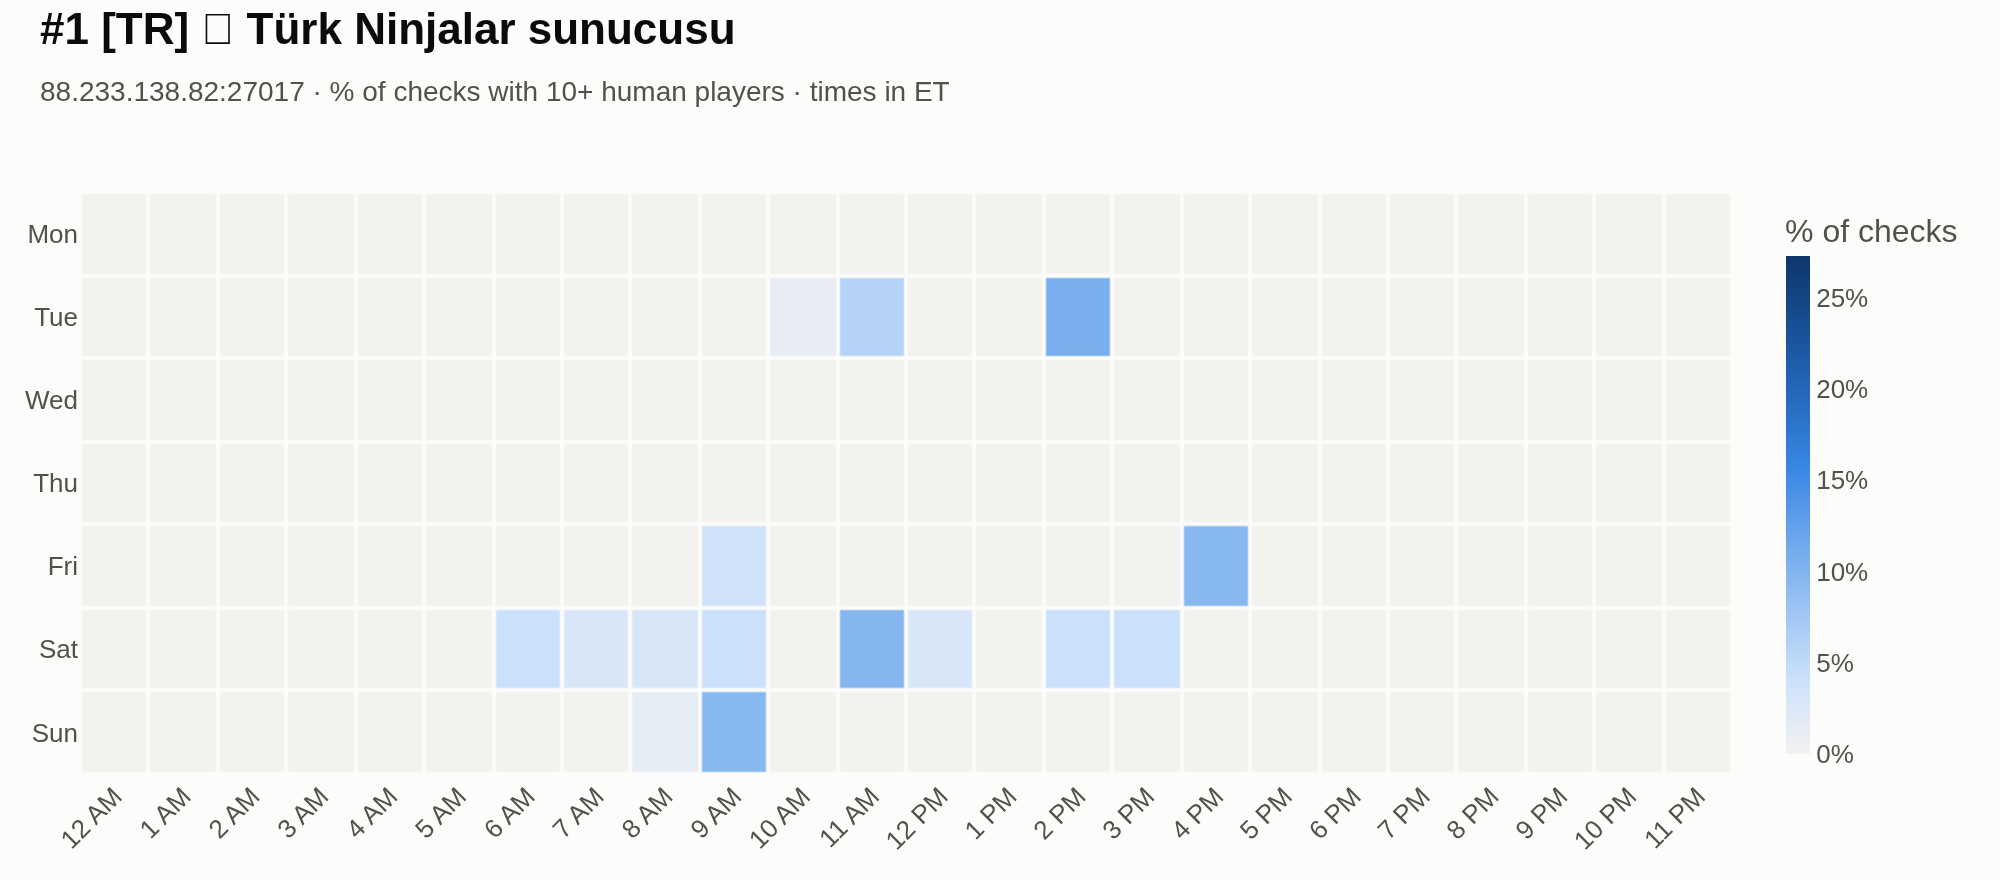 #1 [TR] ▯ Türk Ninjalar sunucusu
88.233.138.82:27017 · % of checks with 10+ human players · times in ET
% of checks
25%
20%
15%
10%
5%
0%
Mon
Tue
Wed
Thu
Fri
Sat
Sun
12 AM
1 AM
2 AM
3 AM
4 AM
5 AM
6 AM
7 AM
8 AM
9 AM
10 AM
11 AM
12 PM
1 PM
2 PM
3 PM
4 PM
5 PM
6 PM
7 PM
8 PM
9 PM
10 PM
11 PM